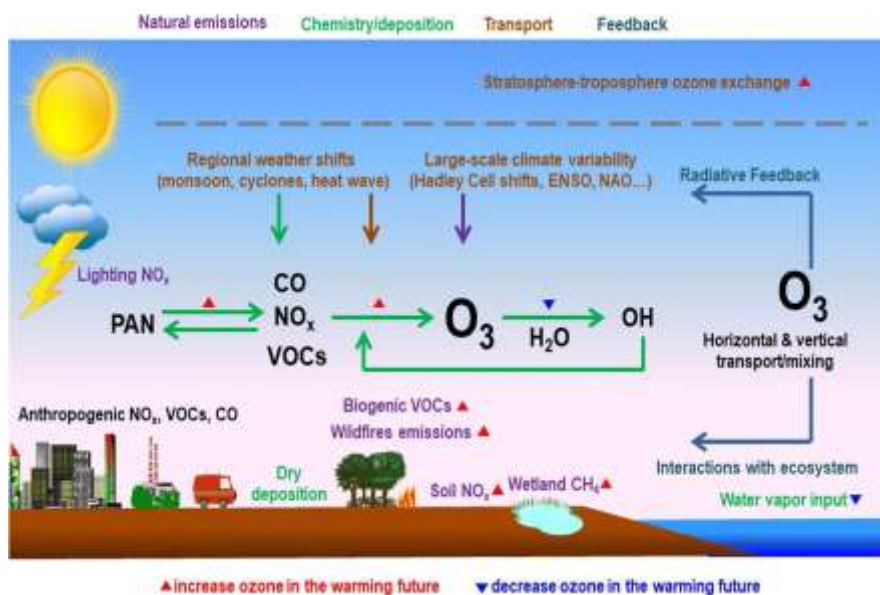 Natural emissions Chemistry/deposition Transport Feedback
Stratosphere-troposphere ozone exchange
Regional weather shifts
(monsoon, cyclones, heat wave)
Large-scale climate variability
(Hadley Cell shifts, ENSO, NAO...)
Radiative Feedback
Lighting NOx
CO
PAN NOx O3 H2O OH
VOCs
O3
Horizontal & vertical
transport/mixing
Anthropogenic NOx, VOCs, CO
Biogenic VOCs
Wildfires emissions
Dry
deposition
Soil NOx
Wetland CH4
Interactions with ecosystem
Water vapor input
increase ozone in the warming future decrease ozone in the warming future